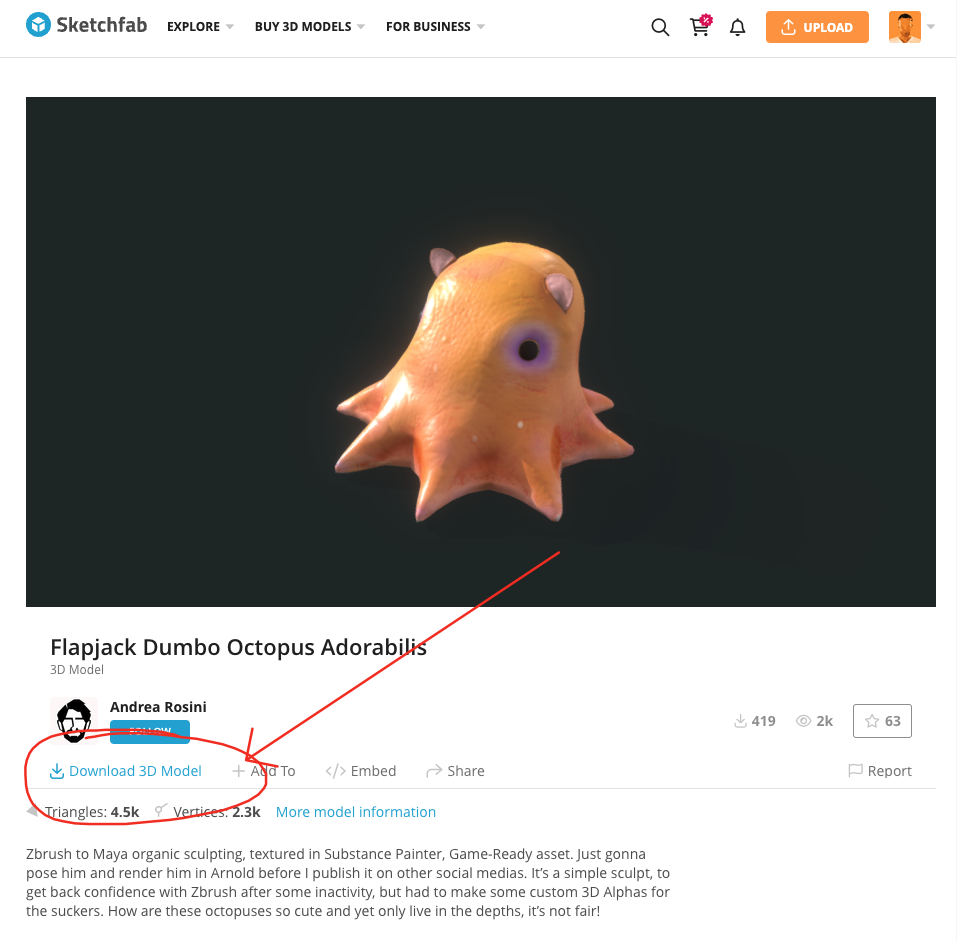 Sketchfab EXPLORE BUY 3D MODELS FOR BUSINESS UPLOAD
Flapjack Dumbo Octopus Adorabilis
3D Model
Andrea Rosini
FOLLOW
419 2k 63
Download 3D Model Add To </> Embed Share Report
Triangles: 4.5k Vertices: 2.3k More model information
Zbrush to Maya organic sculpting, textured in Substance Painter, Game-Ready asset. Just gonna
pose him and render him in Arnold before I publish it on other social medias. It’s a simple sculpt, to
get back confidence with Zbrush after some inactivity, but had to make some custom 3D Alphas for
the suckers. How are these octopuses so cute and yet only live in the depths, it’s not fair!